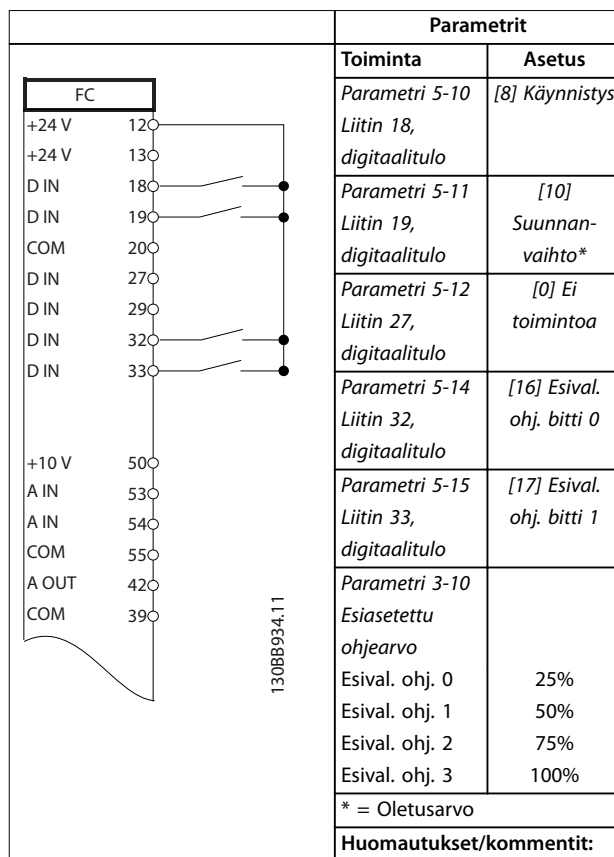 Parametrit
Toiminta Asetus
FC
+24 V 12
+24 V 13
D IN 18
D IN 19
COM 20
D IN 27
D IN 29
D IN 32
D IN 33
+10 V 50
A IN 53
A IN 54
COM 55
A OUT 42
COM 39
130BB934.11
Parametri 5-10 [8] Käynnistys
Liitin 18,
digitaalitulo
Parametri 5-11 [10]
Liitin 19, Suunnan-
digitaalitulo vaihto*
Parametri 5-12 [0] Ei
Liitin 27, toimintoa
digitaalitulo
Parametri 5-14 [16] Esival.
Liitin 32, ohj. bitti 0
digitaalitulo
Parametri 5-15 [17] Esival.
Liitin 33, ohj. bitti 1
digitaalitulo
Parametri 3-10
Esiasetettu
ohjearvo
Esival. ohj. 0 25%
Esival. ohj. 1 50%
Esival. ohj. 2 75%
Esival. ohj. 3 100%
* = Oletusarvo
Huomautukset/kommentit: